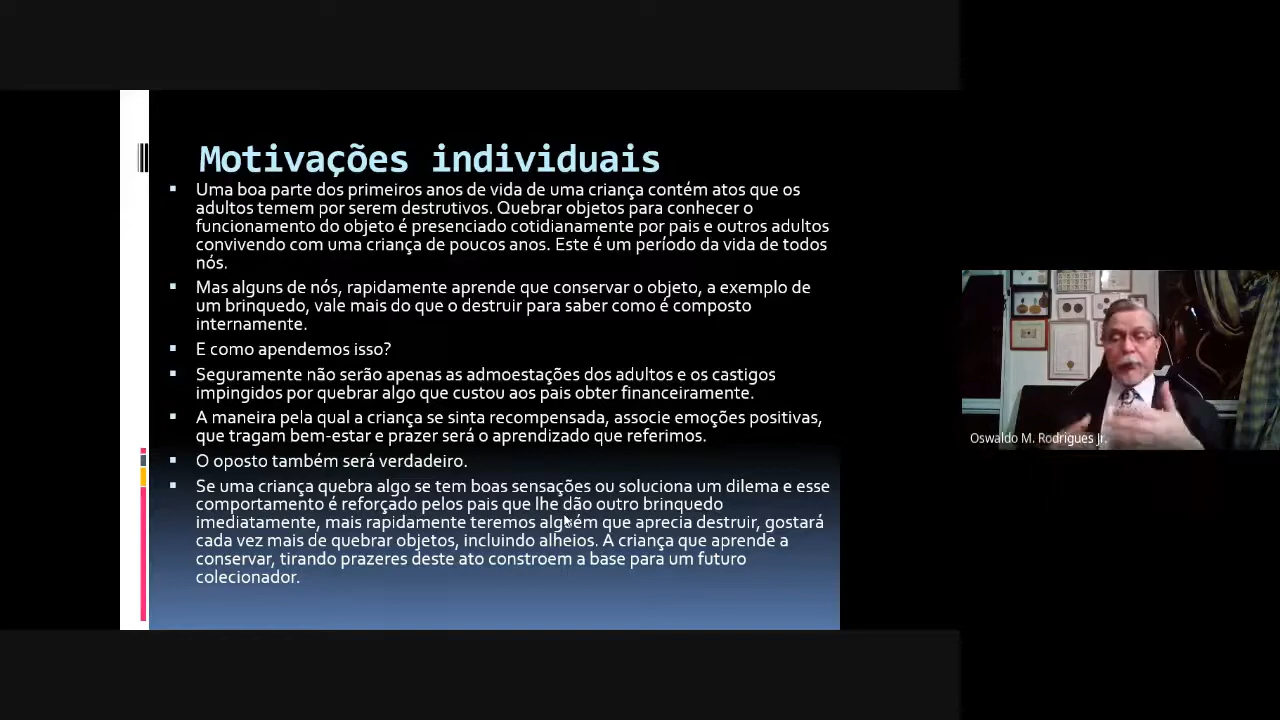 Motivações individuais
Uma boa parte dos primeiros anos de vida de uma criança contém atos que os
adultos temem por serem destrutivos. Quebrar objetos para conhecer o
funcionamento do objeto é presenciado cotidianamente por pais e outros adultos
convivendo com uma criança de poucos anos. Este é um período da vida de todos
nós.
Mas alguns de nós, rapidamente aprende que conservar o objeto, a exemplo de
um brinquedo, vale mais do que o destruir para saber como é composto
internamente.
E como apendemos isso?
Seguramente não serão apenas as admoestações dos adultos e os castigos
impingidos por quebrar algo que custou aos pais obter financeiramente.
A maneira pela qual a criança se sinta recompensada, associe emoções positivas,
que tragam bem-estar e prazer será o aprendizado que referimos.
O oposto também será verdadeiro.
Se uma criança quebra algo se tem boas sensações ou soluciona um dilema e esse
comportamento é reforçado pelos pais que lhe dão outro brinquedo
imediatamente, mais rapidamente teremos alguém que aprecia destruir, gostará
cada vez mais de quebrar objetos, incluindo alheios. A criança que aprende a
conservar, tirando prazeres deste ato constroem a base para um futuro
colecionador.
Oswaldo M. Rodrigues Jr.